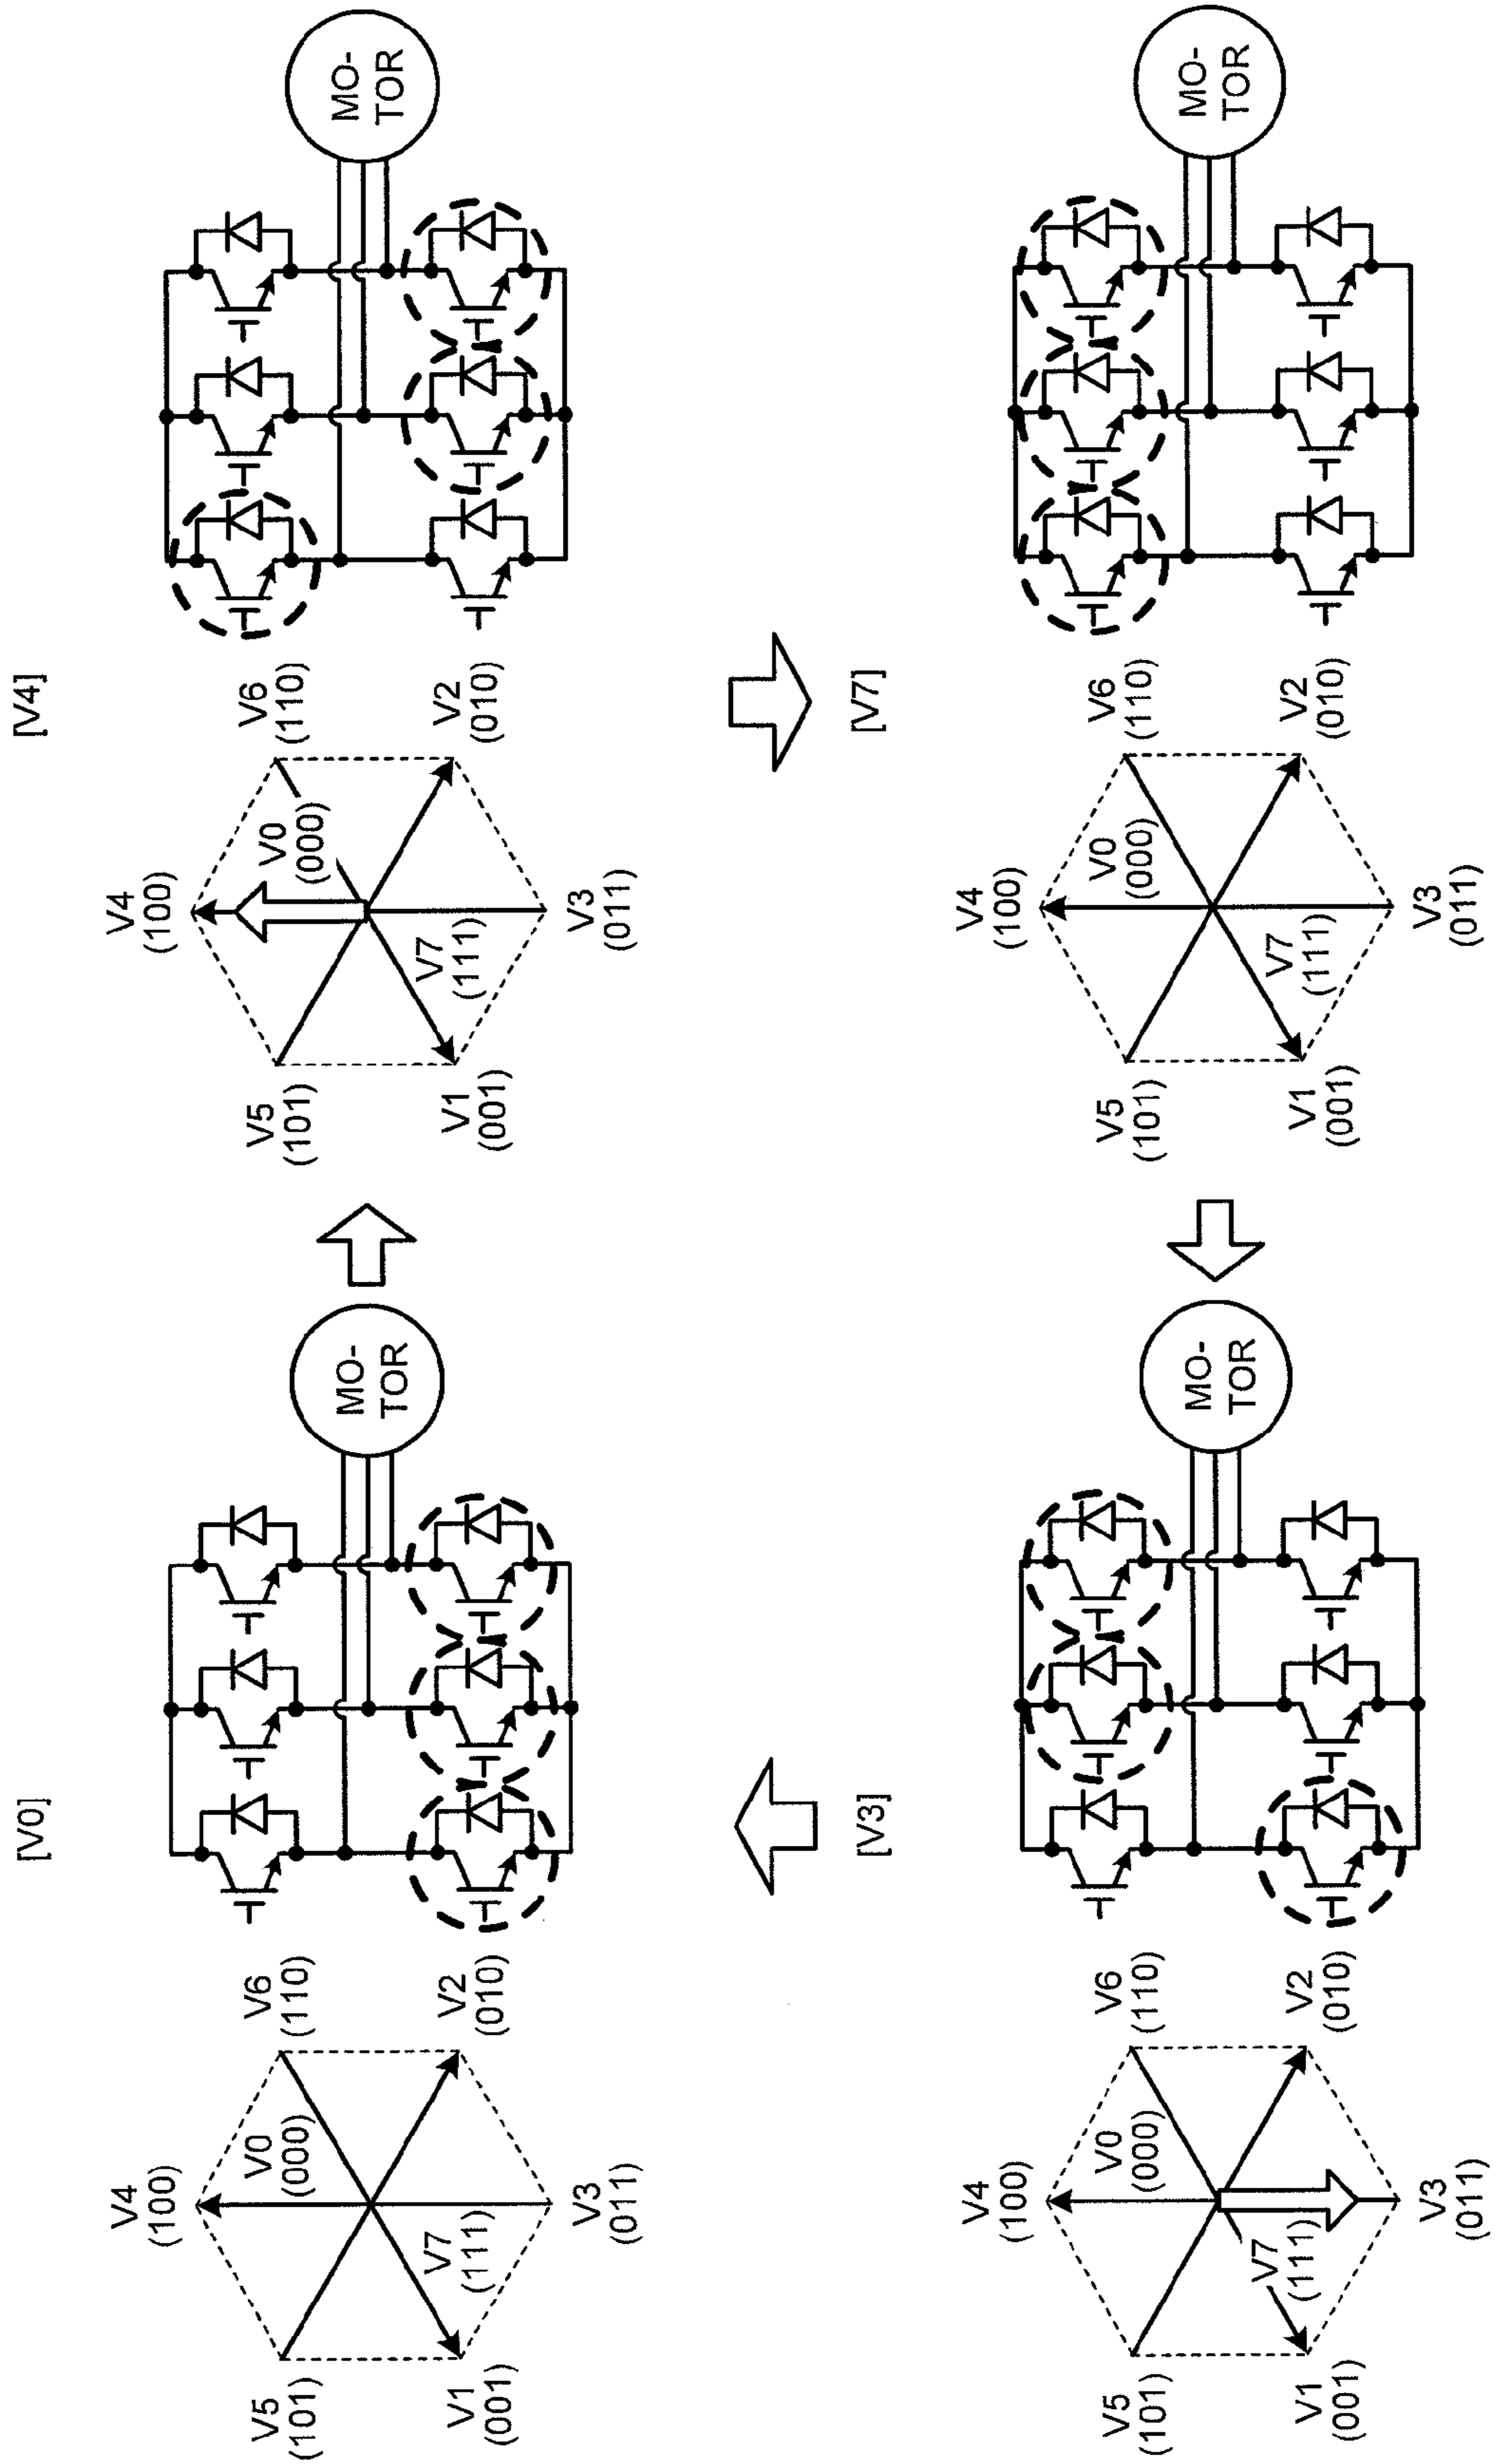 [V0]
V4
(100)
V5
(101)
V6
(110)
V0
(000)
V7
(111)
V1
(001)
V2
(010)
V3
(011)
MO-
TOR
[V4]
V4
(100)
V5
(101)
V6
(110)
V0
(000)
V7
(111)
V1
(001)
V2
(010)
V3
(011)
MO-
TOR
[V3]
V4
(100)
V5
(101)
V6
(110)
V0
(000)
V7
(111)
V1
(001)
V2
(010)
V3
(011)
MO-
TOR
[V7]
V4
(100)
V5
(101)
V6
(110)
V0
(000)
V7
(111)
V1
(001)
V2
(010)
V3
(011)
MO-
TOR